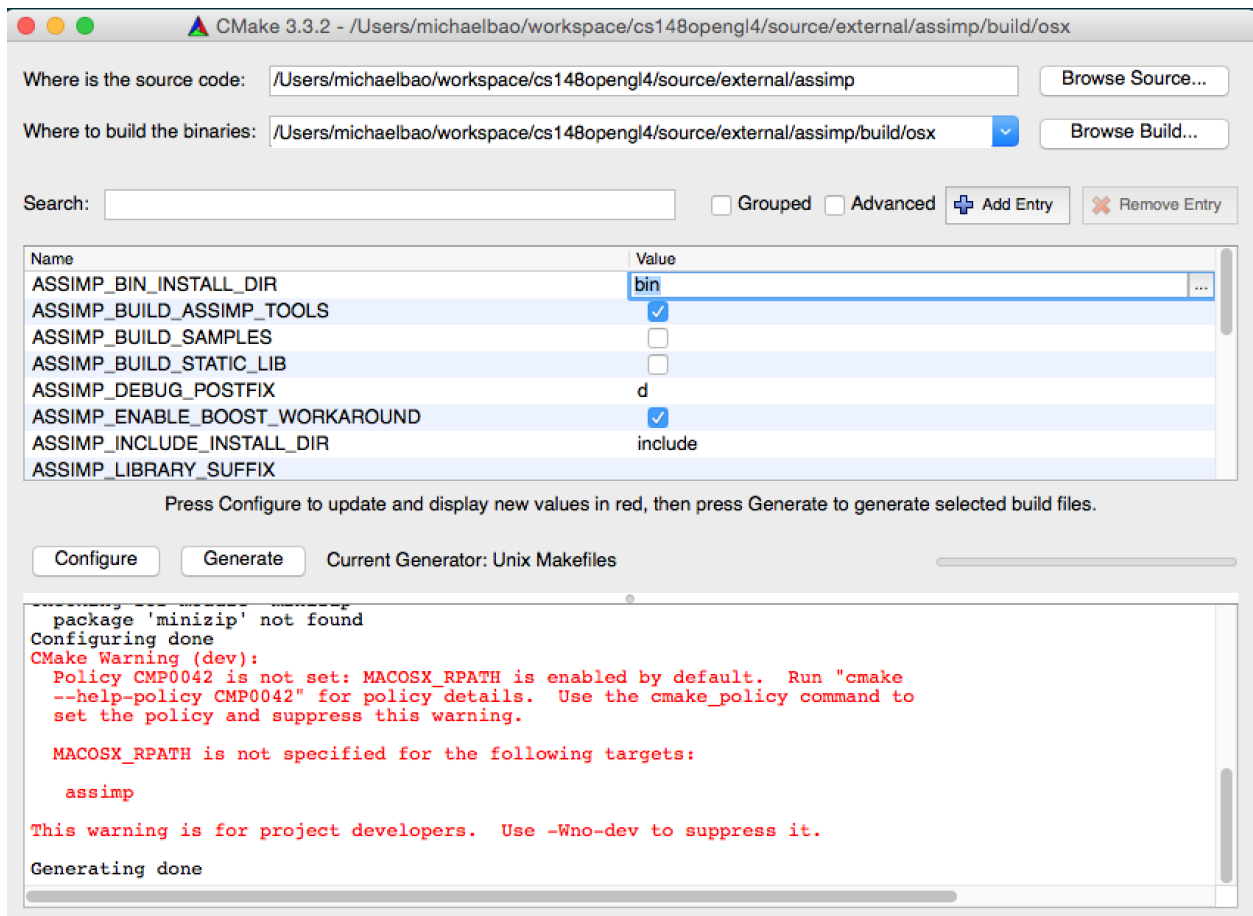 CMake 3.3.2 - /Users/michaelbao/workspace/cs148opengl4/source/external/assimp/build/osx
Where is the source code: /Users/michaelbao/workspace/cs148opengl4/source/external/assimp Browse Source...
Where to build the binaries: /Users/michaelbao/workspace/cs148opengl4/source/external/assimp/build/osx Browse Build...
Search: Grouped Advanced Add Entry Remove Entry
Name Value
ASSIMP_BIN_INSTALL_DIR bin ...
ASSIMP_BUILD_ASSIMP_TOOLS
ASSIMP_BUILD_SAMPLES
ASSIMP_BUILD_STATIC_LIB
ASSIMP_DEBUG_POSTFIX d
ASSIMP_ENABLE_BOOST_WORKAROUND
ASSIMP_INCLUDE_INSTALL_DIR include
ASSIMP_LIBRARY_SUFFIX
Press Configure to update and display new values in red, then press Generate to generate selected build files.
Configure Generate Current Generator: Unix Makefiles
package 'minizip' not found
Configuring done
CMake Warning (dev):
Policy CMP0042 is not set: MACOSX_RPATH is enabled by default. Run "cmake
--help-policy CMP0042" for policy details. Use the cmake_policy command to
set the policy and suppress this warning.
MACOSX_RPATH is not specified for the following targets:
assimp
This warning is for project developers. Use -Wno-dev to suppress it.
Generating done